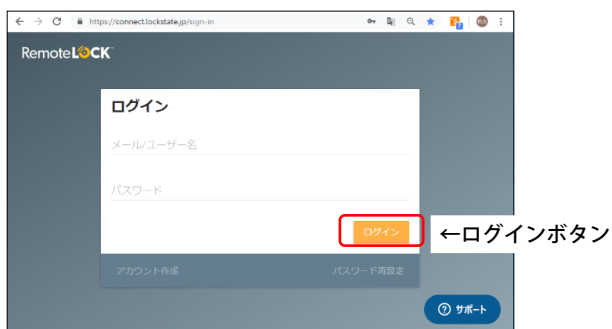 https://connect.lockstate.jp/sign-in
RemoteLOCK
ログイン
メール/ユーザー名
パスワード
ログイン
←ログインボタン
アカウント作成
パスワード再設定
サポート